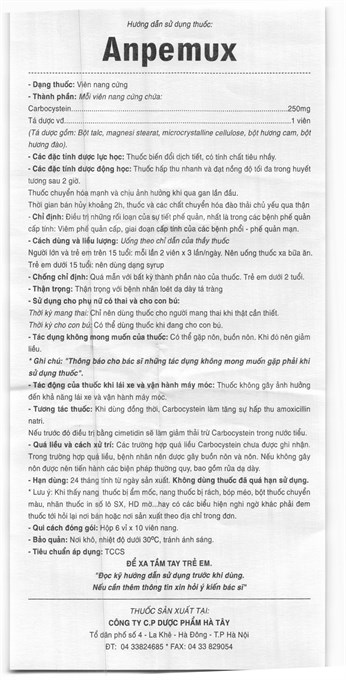 Hướng dẫn sử dụng thuốc:
Anpemux
- Dạng thuốc: Viên nang cứng
- Thành phần: Mỗi viên nang cứng chứa:
Carbocystein...250mg
Tá dược vđ...1 viên
(Tá dược gồm: Bột talc, magnesi stearat, microcrystalline cellulose, bột hương cam, bột
hương đào).
- Các đặc tính dược lực học: Thuốc biến đổi dịch tiết, có tính chất tiêu nhầy.
- Các đặc tính dược động học: Thuốc hấp thu nhanh và đạt nồng độ tối đa trong huyết
tương sau 2 giờ.
Thuốc chuyển hóa mạnh và chịu ảnh hưởng khi qua gan lần đầu.
Thời gian bán hủy khoảng 2h, thuốc và các chất chuyển hóa đào thải chủ yếu qua thận
- Chỉ định: Điều trị những rối loạn của sự tiết phế quản, nhất là trong các bệnh phế quản
cấp tính: Viêm phế quản cấp, giai đoạn cấp tính của các bệnh phổi - phế quản mạn.
- Cách dùng và liều lượng: Uống theo chỉ dẫn của thầy thuốc
Người lớn và trẻ em trên 15 tuổi: mỗi lần 2 viên x 3 lần/ngày. Nên uống thuốc xa bữa ăn.
Trẻ em dưới 15 tuổi: nên dùng dạng syrup
- Chống chỉ định: Quá mẫn với bất kỳ thành phần nào của thuốc. Trẻ em dưới 2 tuổi.
- Thận trọng: Thận trọng với bệnh nhân loét dạ dày tá tràng
- Sử dụng cho phụ nữ có thai và cho con bú:
Thời kỳ mang thai: Chỉ nên dùng thuốc cho người mang thai khi thật cần thiết.
Thời kỳ cho con bú: Có thể dùng thuốc khi đang cho con bú.
- Tác dụng không mong muốn của thuốc: Có thể gặp nôn, buồn nôn. Khi đó nên giảm
liều.
* Ghi chú: "Thông báo cho bác sĩ những tác dụng không mong muốn gặp phải khi
sử dụng thuốc".
- Tác động của thuốc khi lái xe và vận hành máy móc: Thuốc không gây ảnh hưởng
đến khả năng lái xe và vận hành máy móc.
- Tương tác thuốc: Khi dùng đồng thời, Carbocystein làm tăng sự hấp thu amoxicillin
natri.
Nếu trước đó điều trị bằng cimetidin sẽ làm giảm thải trừ Carbocystein trong nước tiểu.
- Quá liều và cách xử trí: Các trường hợp quá liều Carbocystein chưa được ghi nhận.
Trong trường hợp quá liều, bệnh nhân nên được gây buồn nôn và nôn. Nếu không gây
nôn được nên tiến hành các biện pháp thường quy, bao gồm rửa dạ dày.
- Hạn dùng: 24 tháng tính từ ngày sản xuất. Không dùng thuốc đã quá hạn sử dụng.
* Lưu ý: Khi thấy nang thuốc bị ẩm mốc, nang thuốc bị rách, bóp méo, bột thuốc chuyển
màu, nhãn thuốc in số lô SX, HD mờ...hay có các biểu hiện nghi ngờ khác phải đem
thuốc tới hỏi lại nơi bán hoặc nơi sản xuất theo địa chỉ trong đơn.
- Qui cách đóng gói: Hộp 6 vỉ x 10 viên nang.
- Bảo quản: Nơi khô, nhiệt độ dưới 30ºC, tránh ánh sáng.
- Tiêu chuẩn áp dụng: TCCS
ĐỂ XA TẦM TAY TRẺ EM.
"Đọc kỹ hướng dẫn sử dụng trước khi dùng.
Nếu cần thêm thông tin xin hỏi ý kiến bác sĩ"
THUỐC SẢN XUẤT TẠI:
CÔNG TY C.P DƯỢC PHẨM HÀ TÂY
Tổ dân phố số 4 - La Khê - Hà Đông - T.P Hà Nội
ĐT: 04 33824685 * FAX: 04 33 829054